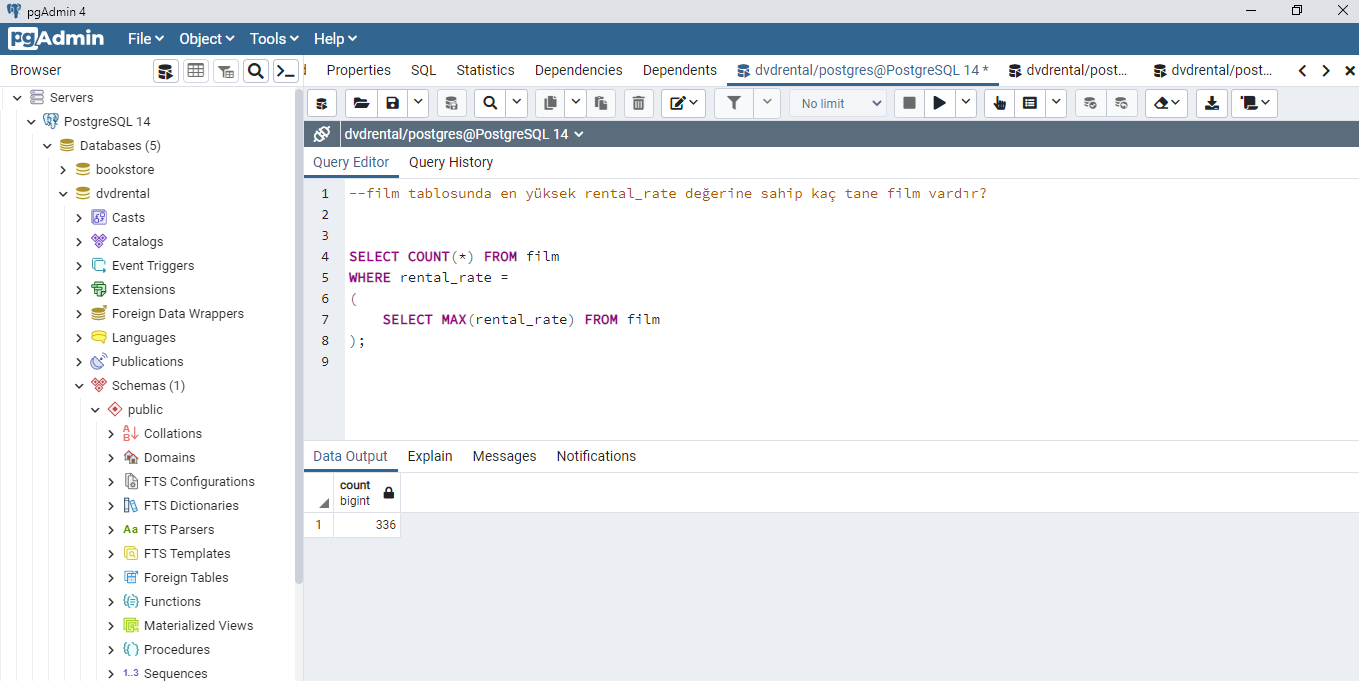 pgAdmin 4
pgAdmin
File Object Tools Help
Browser
Properties SQL Statistics Dependencies Dependents dvdrental/postgres@PostgreSQL 14 * dvdrental/post... dvdrental/post...
Servers
PostgreSQL 14
Databases (5)
bookstore
dvdrental
Casts
Catalogs
Event Triggers
Extensions
Foreign Data Wrappers
Languages
Publications
Schemas (1)
public
Collations
Domains
FTS Configurations
FTS Dictionaries
Aa FTS Parsers
FTS Templates
Foreign Tables
Functions
Materialized Views
Procedures
1..3 Sequences
No limit
dvdrental/postgres@PostgreSQL 14
Query Editor Query History
1 --film tablosunda en yüksek rental_rate değerine sahip kaç tane film vardır?
2
3
4 SELECT COUNT(*) FROM film
5 WHERE rental_rate =
6 (
7 SELECT MAX(rental_rate) FROM film
8 );
9
Data Output Explain Messages Notifications
count
bigint
1 336